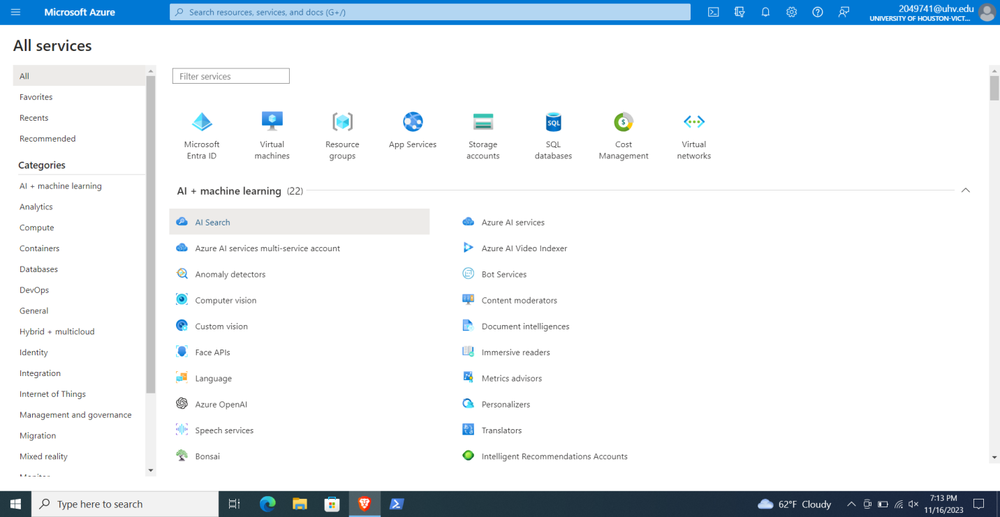 Microsoft Azure
Search resources, services, and docs (G+/)
2049741@uhv.edu
UNIVERSITY OF HOUSTON-VICT...
All services
All
Favorites
Recents
Recommended
Categories
AI + machine learning
Analytics
Compute
Containers
Databases
DevOps
General
Hybrid + multicloud
Identity
Integration
Internet of Things
Management and governance
Migration
Mixed reality
Monitor
Filter services
Microsoft
Entra ID
Virtual
machines
Resource
groups
App Services
Storage
accounts
SQL
SQL
databases
Cost
Management
Virtual
networks
AI + machine learning (22)
AI Search
Azure AI services
Azure AI services multi-service account
Azure AI Video Indexer
Anomaly detectors
Bot Services
Computer vision
Content moderators
Custom vision
Document intelligences
Face APIs
Immersive readers
Language
Metrics advisors
Azure OpenAI
Personalizers
Speech services
Translators
Bonsai
Intelligent Recommendations Accounts
Type here to search
62°F Cloudy
7:13 PM
11/16/2023